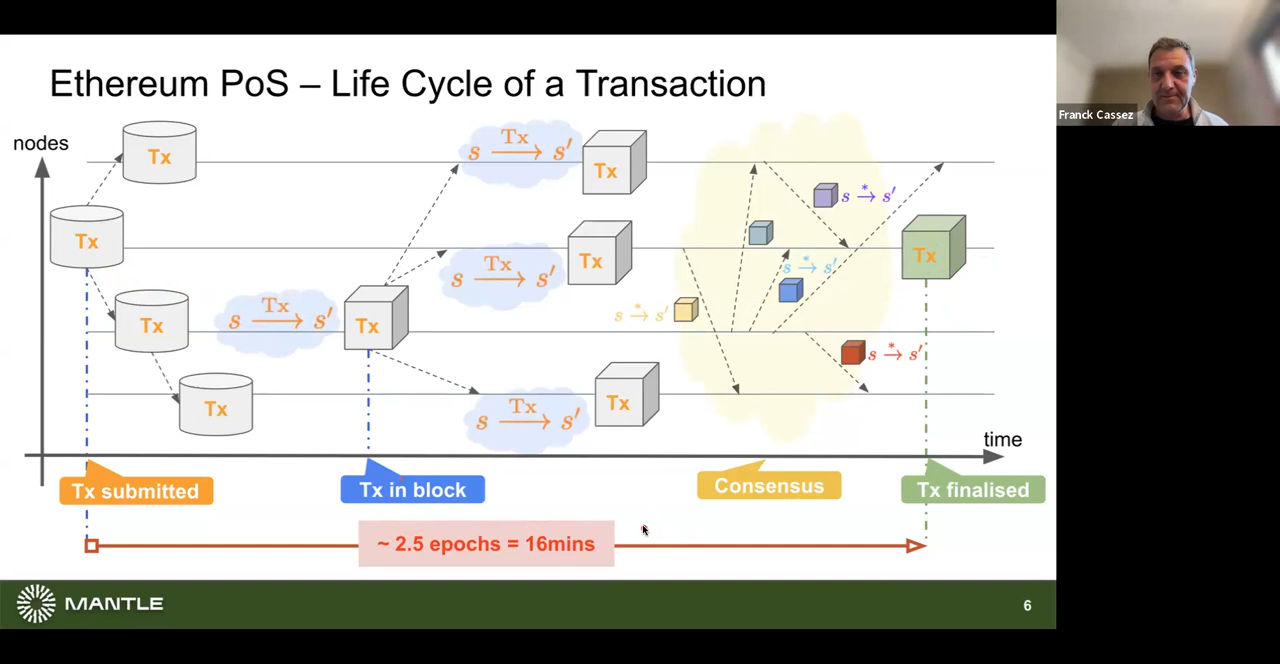 Ethereum PoS – Life Cycle of a Transaction
Franck Cassez
nodes
Tx
Tx
Tx
Tx
s Tx⟶ s′
Tx
s Tx⟶ s′
Tx
s Tx⟶ s′
Tx
s Tx⟶ s′
Tx
s *→ s′
s *→ s′
s *→ s′
s *→ s′
Tx
time
Tx submitted
Tx in block
Consensus
Tx finalised
~ 2.5 epochs = 16mins
MANTLE
6